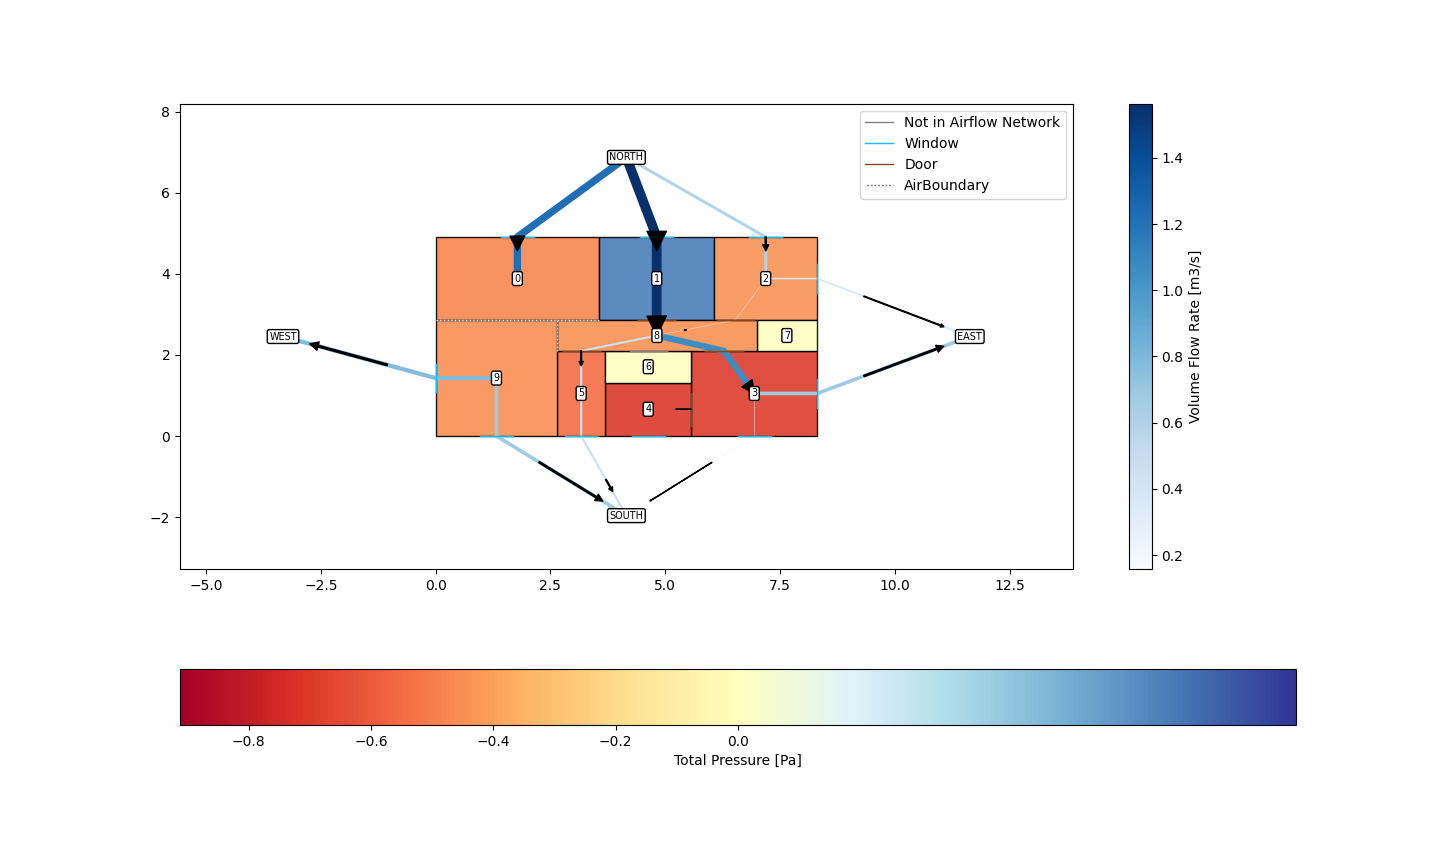 8
6
4
2
0
−2
−5.0 −2.5 0.0 2.5 5.0 7.5 10.0 12.5
Not in Airflow Network
Window
Door
AirBoundary
NORTH
WEST
EAST
SOUTH
0
1
2
8
7
6
9
5
4
3
1.4
1.2
1.0
0.8
0.6
0.4
0.2
Volume Flow Rate [m3/s]
−0.8 −0.6 −0.4 −0.2 0.0
Total Pressure [Pa]